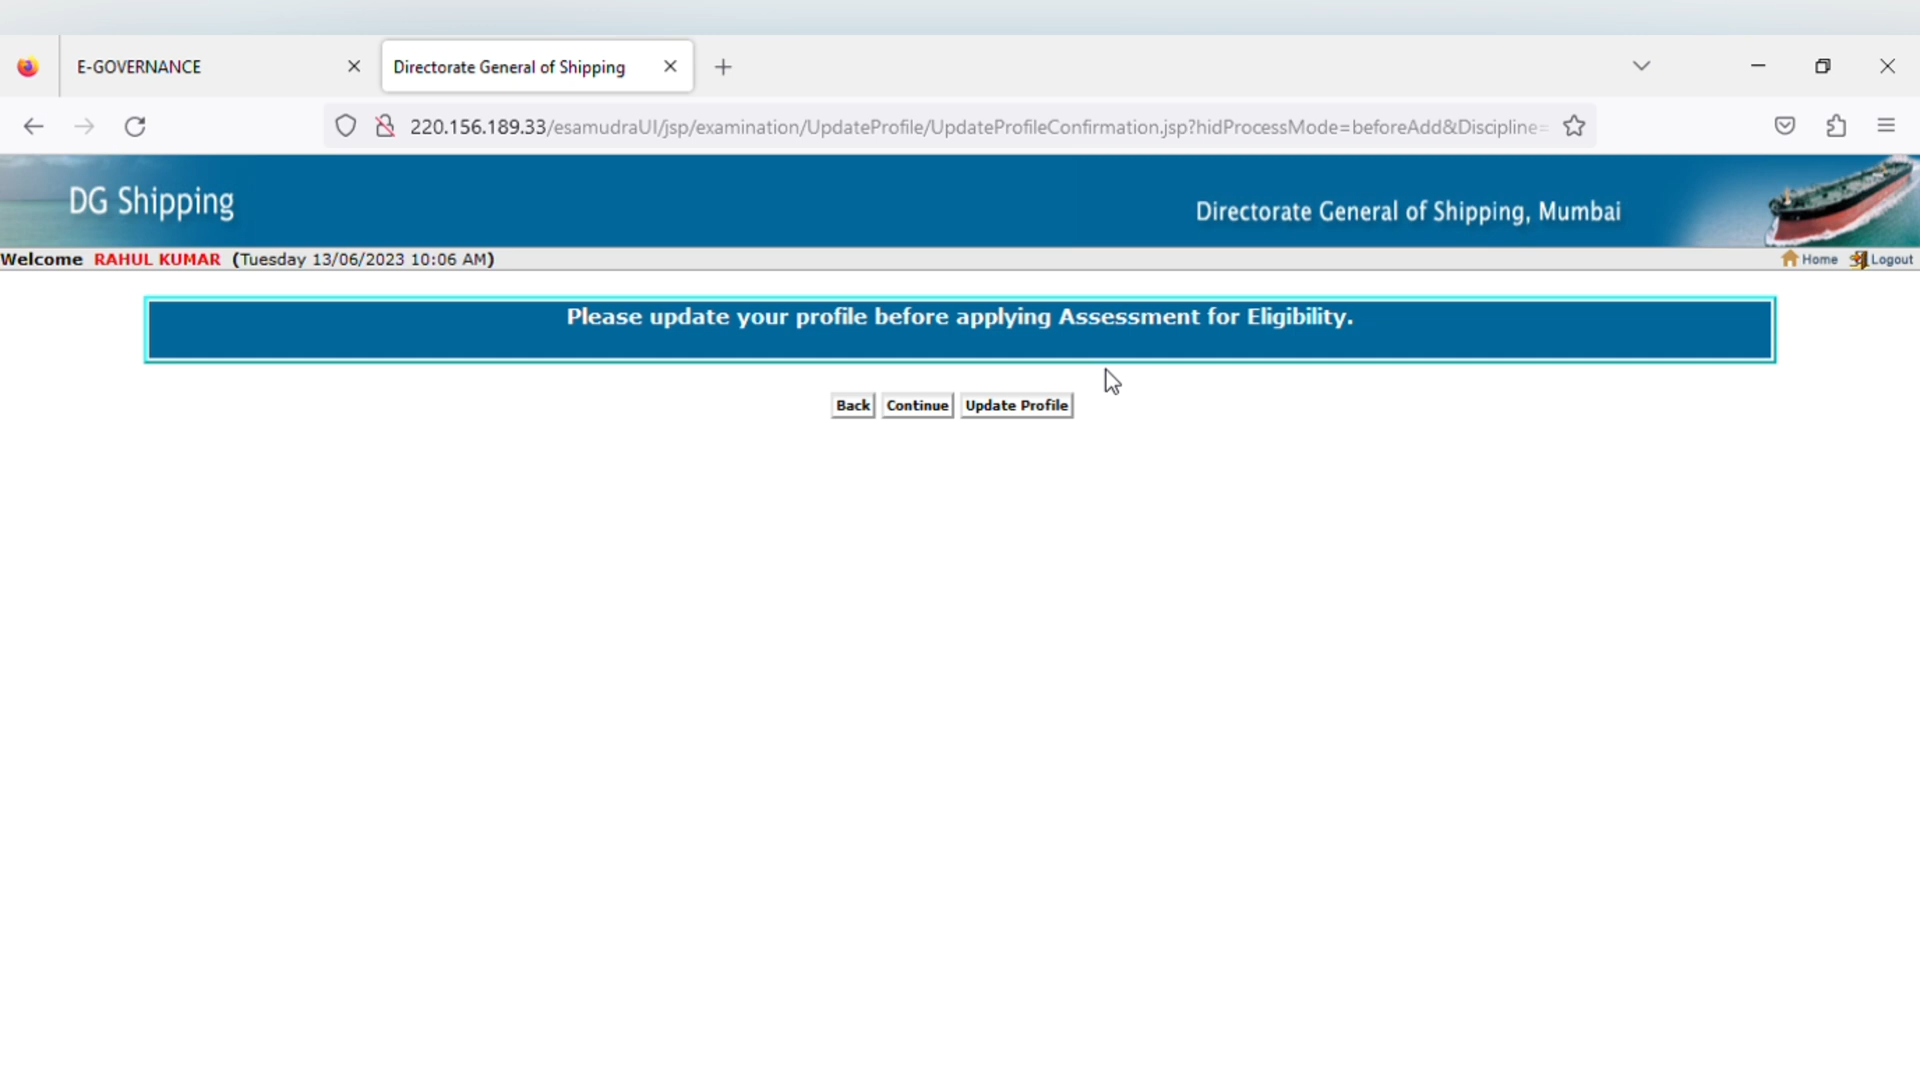 E-GOVERNANCE
Directorate General of Shipping
220.156.189.33/esamudraUI/jsp/examination/UpdateProfile/UpdateProfileConfirmation.jsp?hidProcessMode=beforeAdd&Discipline=
DG Shipping
Directorate General of Shipping, Mumbai
Welcome RAHUL KUMAR (Tuesday 13/06/2023 10:06 AM)
Home Logout
Please update your profile before applying Assessment for Eligibility.
Back Continue Update Profile